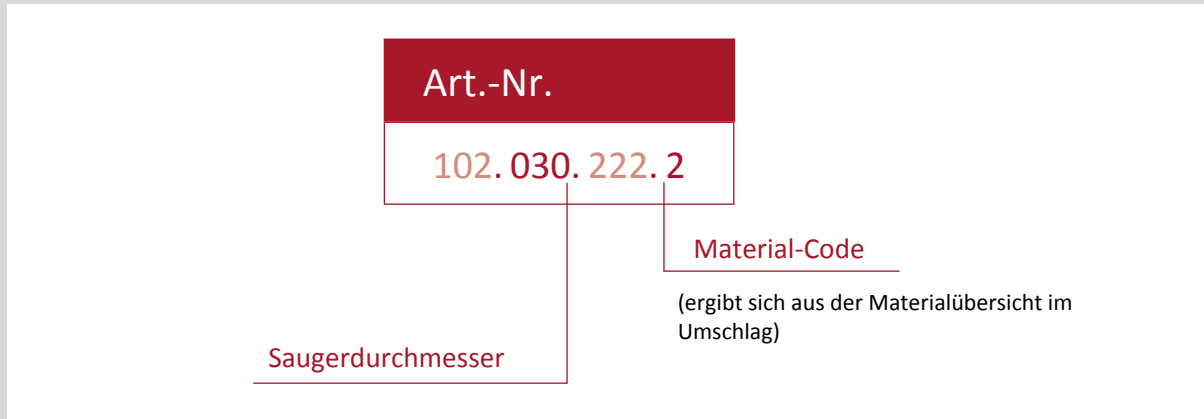 Art.-Nr.
102. 030. 222. 2
Material-Code
(ergibt sich aus der Materialübersicht im
Umschlag)
Saugerdurchmesser